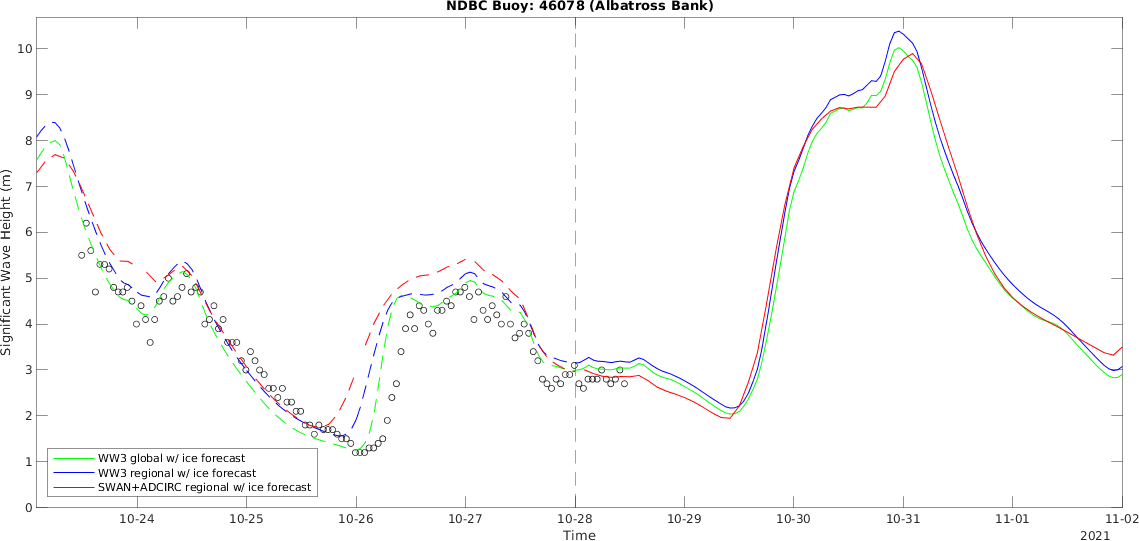 NDBC Buoy: 46078 (Albatross Bank)
10
9
8
7
6
5
4
3
2
1
0
Significant Wave Height (m)
WW3 global w/ ice forecast
WW3 regional w/ ice forecast
SWAN+ADCIRC regional w/ ice forecast
10-24 10-25 10-26 10-27 10-28 10-29 10-30 10-31 11-01 11-02
Time
2021